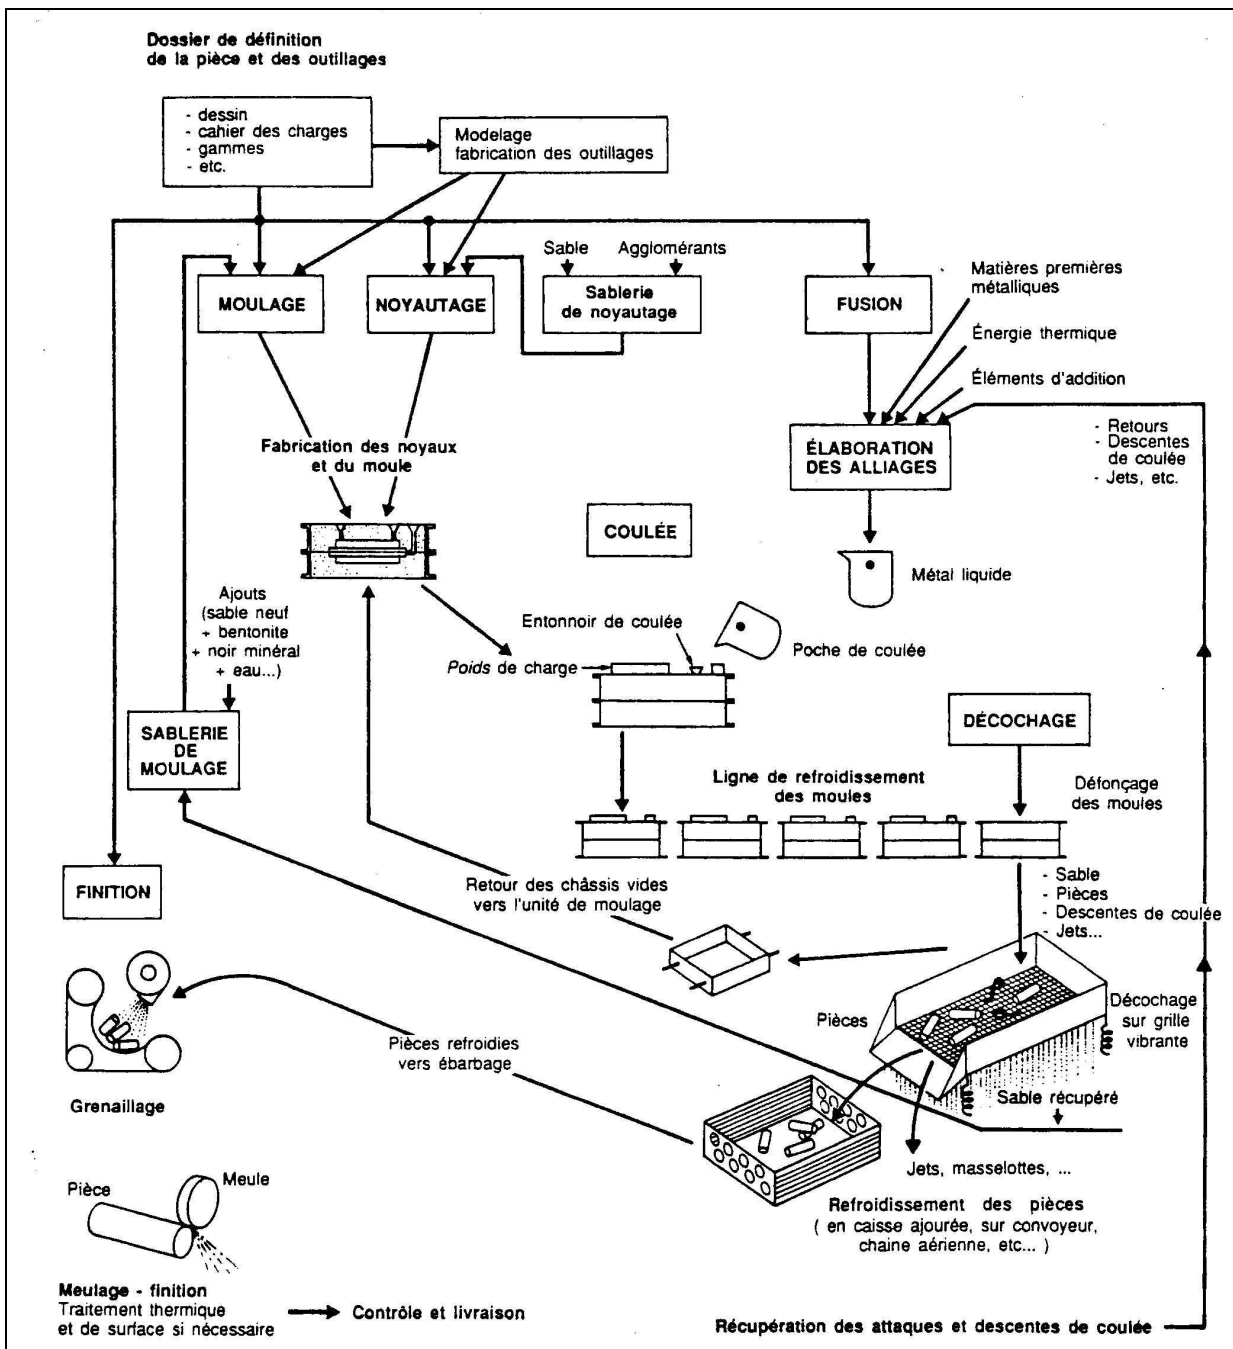 Dossier de définition
de la pièce et des outillages
- dessin
- cahier des charges
- gammes
- etc.
Modelage
fabrication des outillages
Sable
Agglomérants
MOULAGE
NOYAUTAGE
Sablerie
de noyautage
FUSION
Matières premières
métalliques
Énergie thermique
Éléments d'addition
- Retours
- Descentes
de coulée
- Jets, etc.
ÉLABORATION
DES ALLIAGES
Fabrication des noyaux
et du moule
COULÉE
Métal liquide
Ajouts
(sable neuf
+ bentonite
+ noir minéral
+ eau...)
Entonnoir de coulée
Poche de coulée
Poids de charge
SABLERIE
DE
MOULAGE
DÉCOCHAGE
Ligne de refroidissement
des moules
Défonçage
des moules
FINITION
Retour des châssis vides
vers l'unité de moulage
- Sable
- Pièces
- Descentes de coulée
- Jets...
Pièces
Décochage
sur grille
vibrante
Pièces refroidies
vers ébarbage
Sable récupéré
Grenaillage
Jets, masselottes, ...
Pièce
Meule
Refroidissement des pièces
( en caisse ajourée, sur convoyeur,
chaine aérienne, etc... )
Meulage - finition
Traitement thermique
et de surface si nécessaire
Contrôle et livraison
Récupération des attaques et descentes de coulée